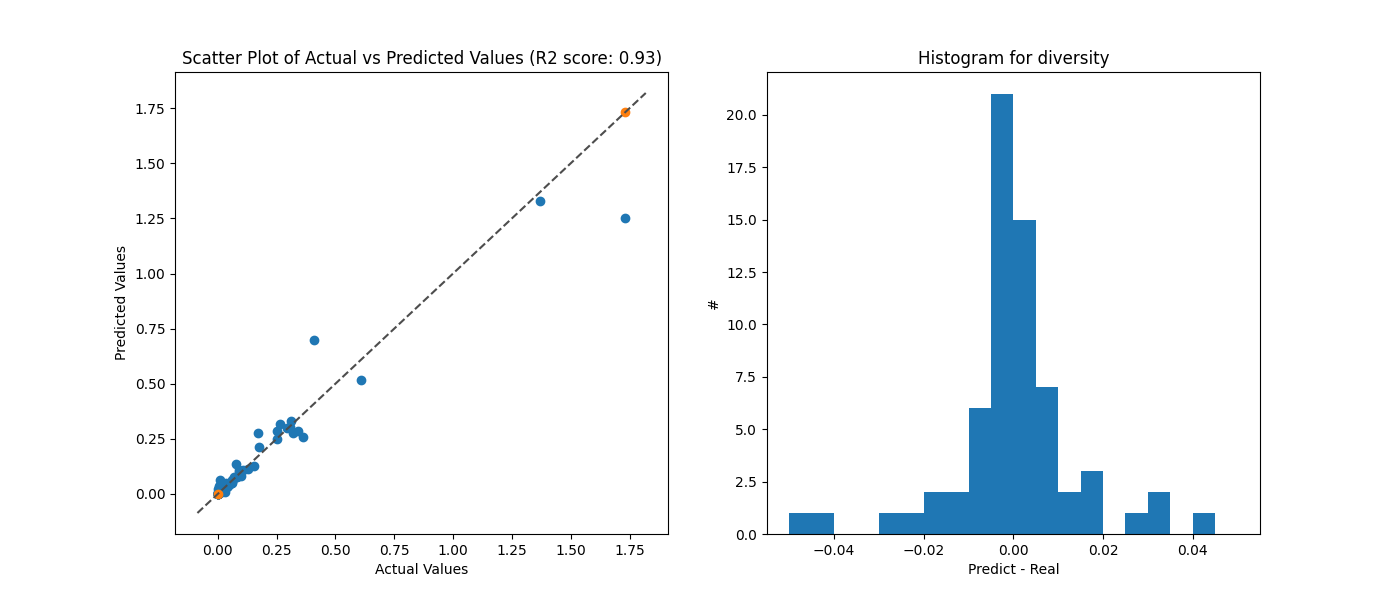 Scatter Plot of Actual vs Predicted Values (R2 score: 0.93)
1.75
1.50
1.25
1.00
0.75
0.50
0.25
0.00
Predicted Values
0.00 0.25 0.50 0.75 1.00 1.25 1.50 1.75
Actual Values
Histogram for diversity
20.0
17.5
15.0
12.5
10.0
7.5
5.0
2.5
0.0
#
−0.04 −0.02 0.00 0.02 0.04
Predict - Real